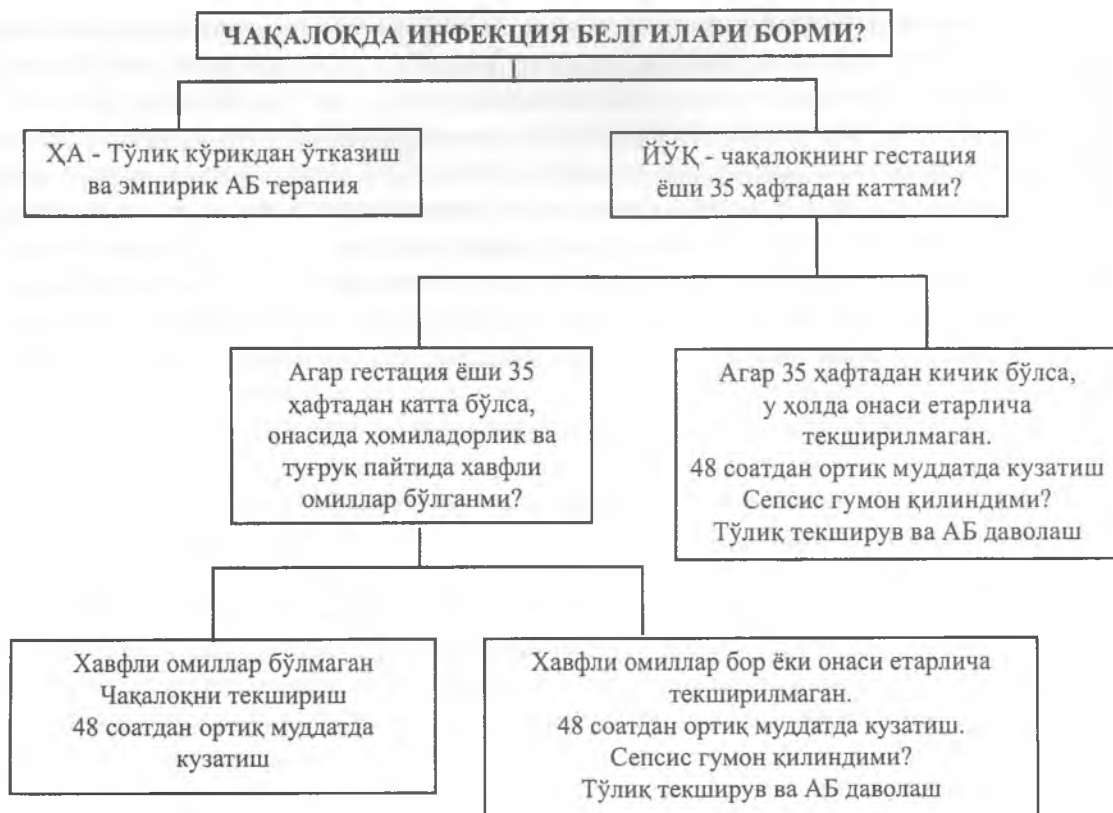 ЧАҚАЛОҚДА ИНФЕКЦИЯ БЕЛГИЛАРИ БОРМИ?
ҲА - Тўлиқ кўрикдан ўтказиш
ва эмпирик АБ терапия
ЙЎҚ - чақалоқнинг гестация
ёши 35 ҳафтадан каттами?
Агар гестация ёши 35
ҳафтадан катта бўлса,
онасида ҳомиладорлик ва
туғруқ пайтида хавфли
омиллар бўлганми?
Агар 35 ҳафтадан кичик бўлса,
у ҳолда онаси етарлича
текширилмаган.
48 соатдан ортиқ муддатда кузатиш
Сепсис гумон қилиндими?
Тўлиқ текширув ва АБ даволаш
Хавфли омиллар бўлмаган
Чақалоқни текшириш
48 соатдан ортиқ муддатда
кузатиш
Хавфли омиллар бор ёки онаси етарлича
текширилмаган.
48 соатдан ортиқ муддатда кузатиш.
Сепсис гумон қилиндими?
Тўлиқ текширув ва АБ даволаш